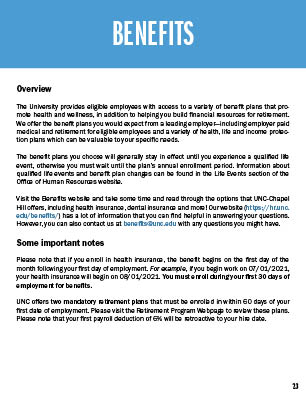 BENEFITS
Overview
The University provides eligible employees with access to a variety of benefit plans that pro-
mote health and wellness, in addition to helping you build financial resources for retirement.
We offer the benefit plans you would expect from a leading employer—including employer paid
medical and retirement for eligible employees and a variety of health, life and income protec-
tion plans which can be valuable to your specific needs.
The benefit plans you choose will generally stay in effect until you experience a qualified life
event, otherwise you must wait until the plan's annual enrollment period. Information about
qualified life events and benefit plan changes can be found in the Life Events section of the
Office of Human Resources website.
Visit the Benefits website and take some time and read through the options that UNC-Chapel
Hill offers, including health insurance, dental insurance and more! Our website (https://hr.unc.
edu/benefits/) has a lot of information that you can find helpful in answering your questions.
However, you can also contact us at benefits@unc.edu with any questions you might have.
Some important notes
Please note that if you enroll in health insurance, the benefit begins on the first day of the
month following your first day of employment. For example, if you begin work on 07/01/2021,
your health insurance will begin on 08/01/2021. You must enroll during your first 30 days of
employment for benefits.
UNC offers two mandatory retirement plans that must be enrolled in within 60 days of your
first date of employment. Please visit the Retirement Program Webpage to review these plans.
Please note that your first payroll deduction of 6% will be retroactive to your hire date.
23